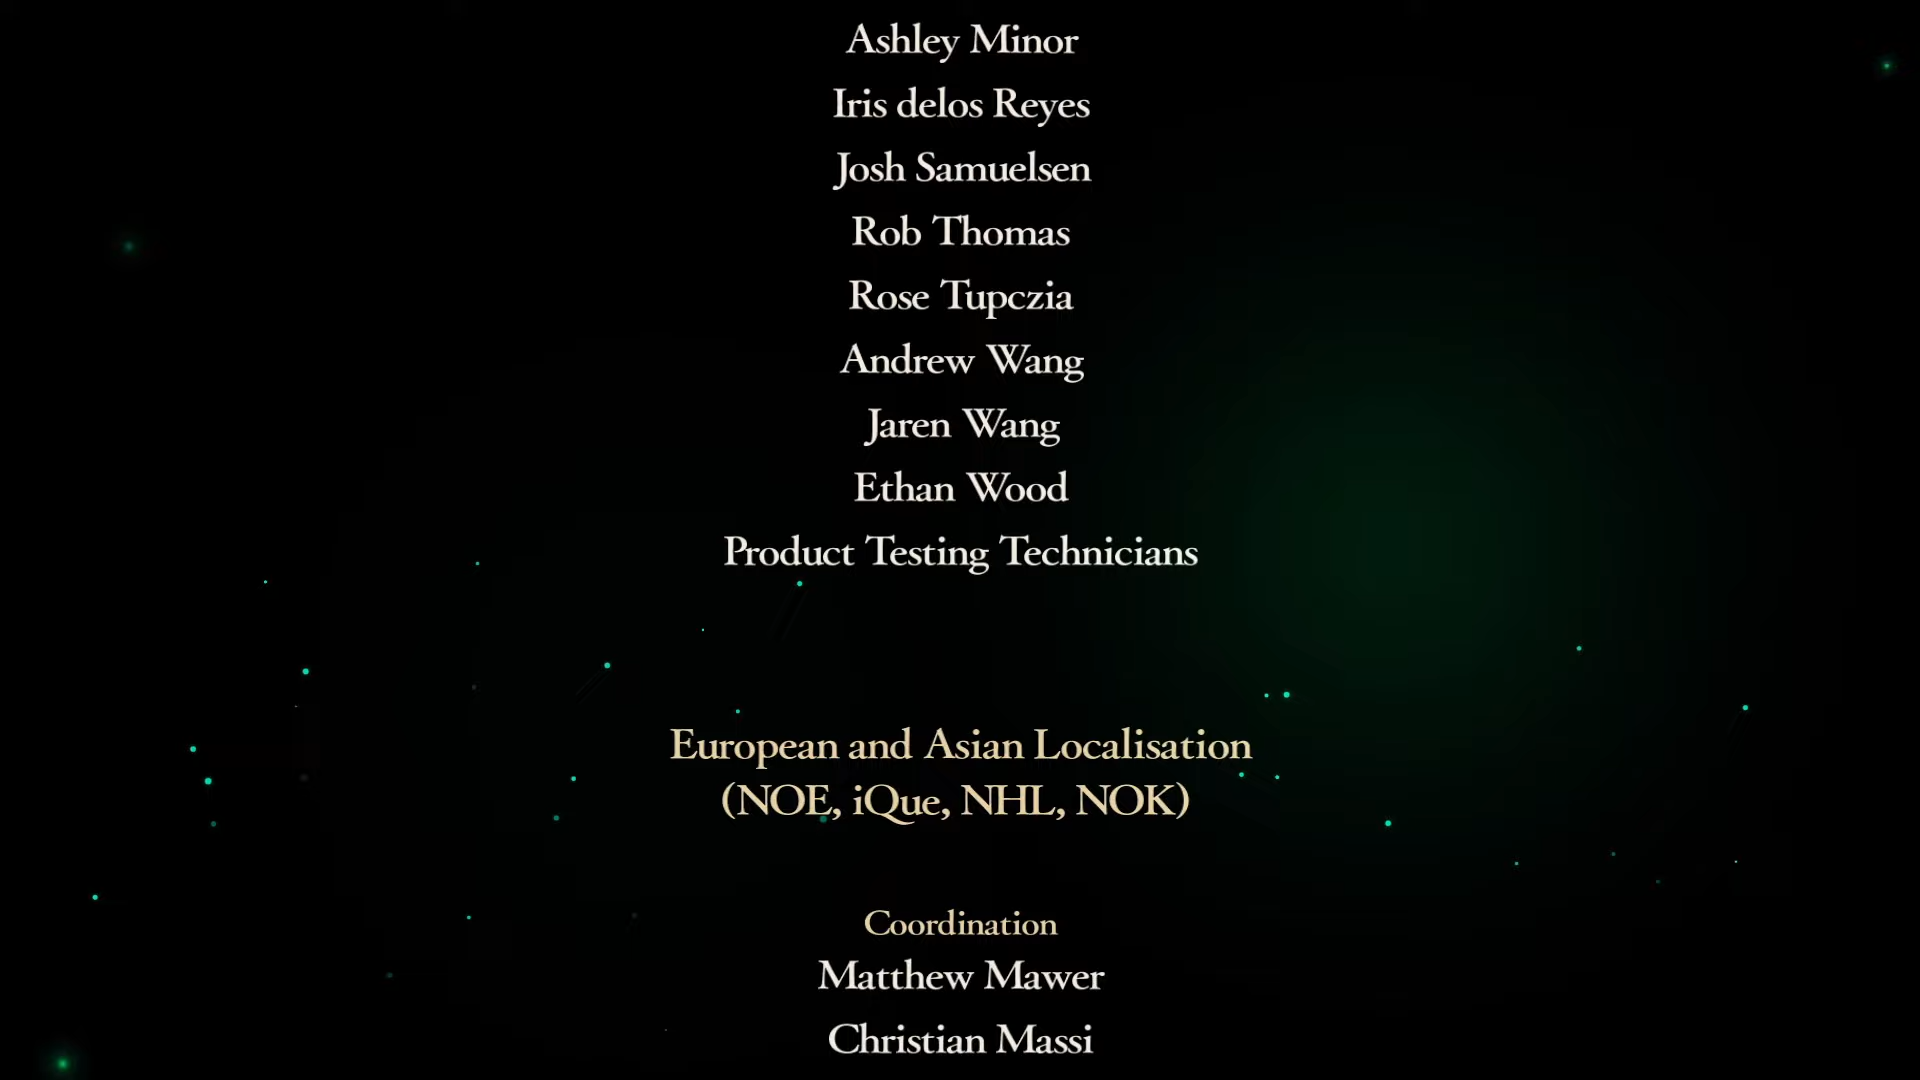 Ashley Minor
Iris delos Reyes
Josh Samuelsen
Rob Thomas
Rose Tupczia
Andrew Wang
Jaren Wang
Ethan Wood
Product Testing Technicians
European and Asian Localisation
(NOE, iQue, NHL, NOK)
Coordination
Matthew Mawer
Christian Massi